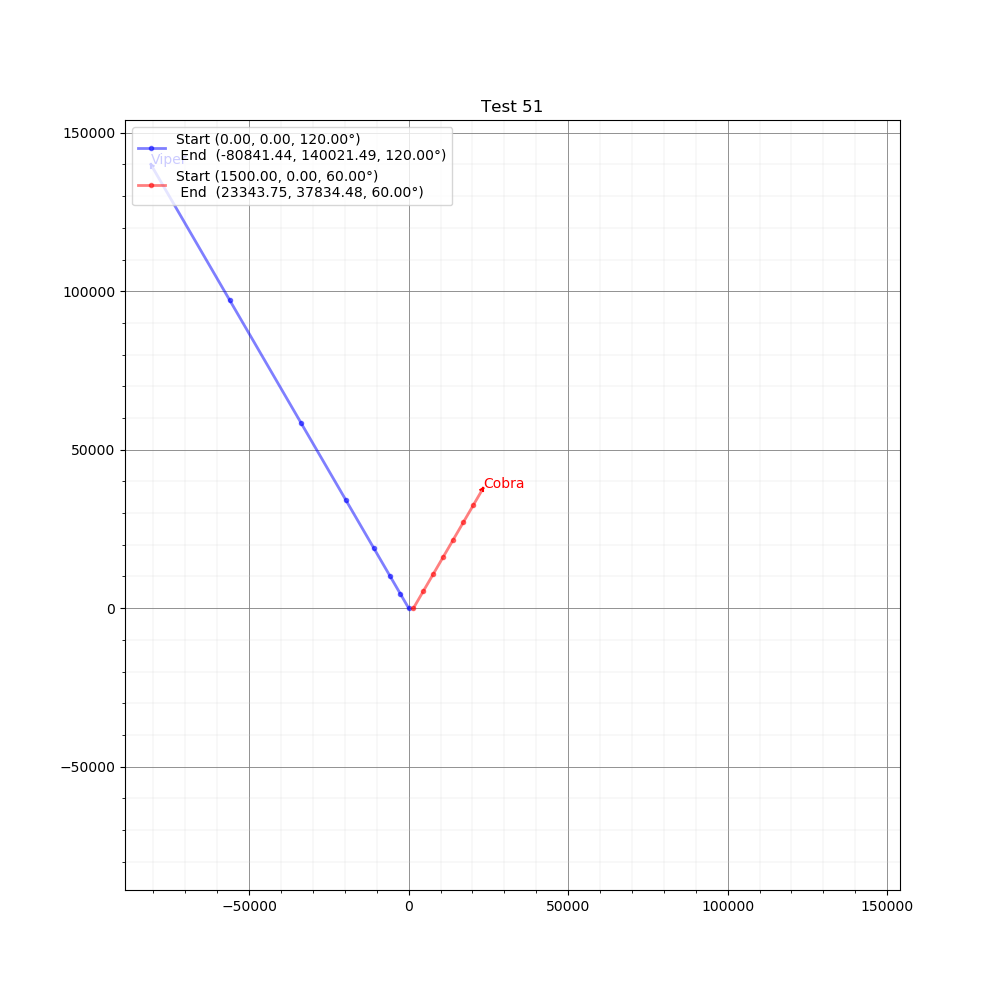 Test 51
Start (0.00, 0.00, 120.00°)
End (-80841.44, 140021.49, 120.00°)
Start (1500.00, 0.00, 60.00°)
End (23343.75, 37834.48, 60.00°)
Viper
Cobra
150000
100000
50000
0
−50000
−50000
0
50000
100000
150000